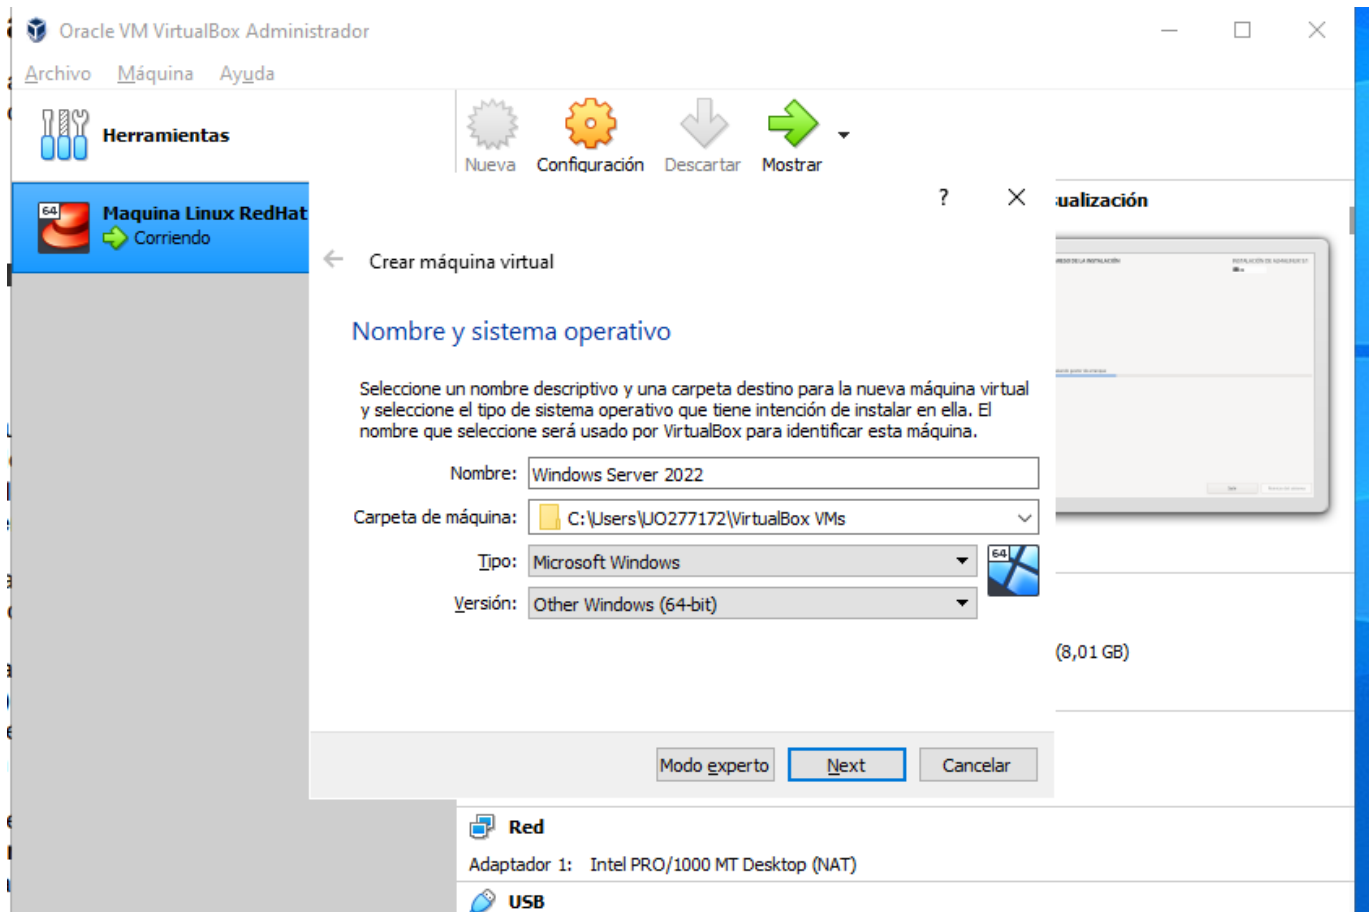 Oracle VM VirtualBox Administrador
Archivo Máquina Ayuda
Herramientas
Nueva Configuración Descartar Mostrar
64 Maquina Linux RedHat
Corriendo
? ualización
Crear máquina virtual
Nombre y sistema operativo
Seleccione un nombre descriptivo y una carpeta destino para la nueva máquina virtual
y seleccione el tipo de sistema operativo que tiene intención de instalar en ella. El
nombre que seleccione será usado por VirtualBox para identificar esta máquina.
Nombre: Windows Server 2022
Carpeta de máquina: C:\Users\UO277172\VirtualBox VMs
Tipo: Microsoft Windows 64
Versión: Other Windows (64-bit)
(8,01 GB)
Modo experto Next Cancelar
Red
Adaptador 1: Intel PRO/1000 MT Desktop (NAT)
USB